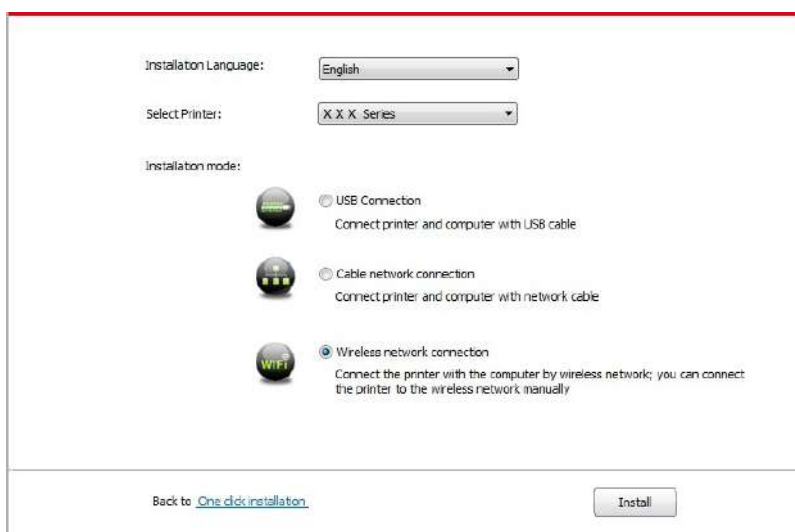 Installation Language:
English
Select Printer:
X X X Series
Installation mode:
USB Connection
Connect printer and computer with USB cable
Cable network connection
Connect printer and computer with network cable
WiFi
Wireless network connection
Connect the printer with the computer by wireless network; you can connect
the printer to the wireless network manually
Back to One click installation
Install